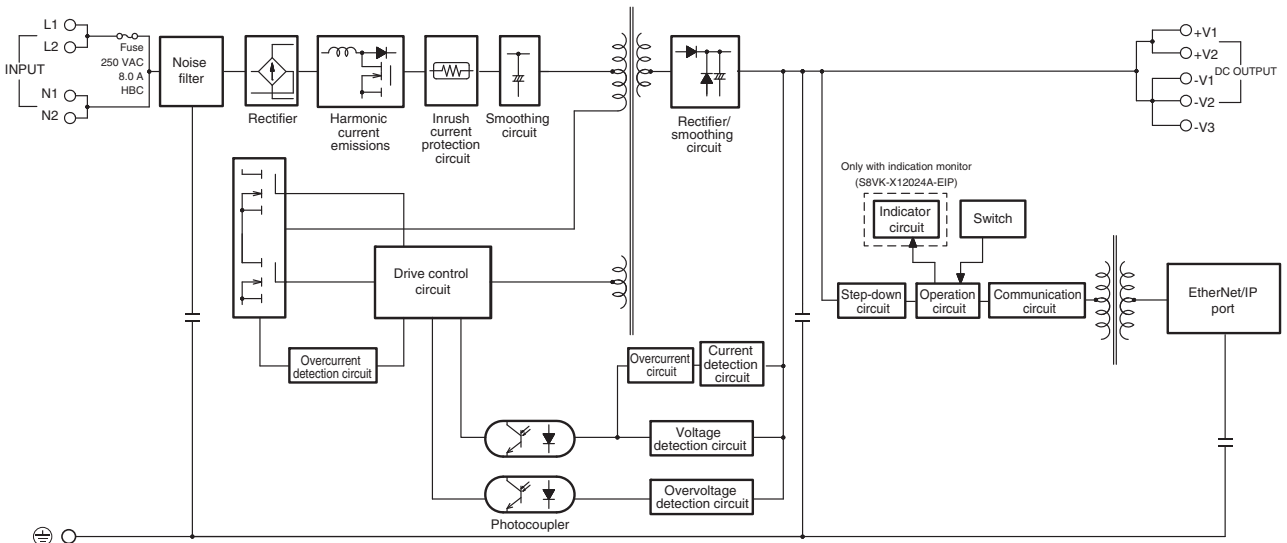 L1
L2
INPUT
N1
N2
Fuse
250 VAC
8.0 A
HBC
Noise
filter
Rectifier
Harmonic
current
emissions
Inrush
current
protection
circuit
Smoothing
circuit
Rectifier/
smoothing
circuit
+V1
+V2
-V1
DC OUTPUT
-V2
-V3
Only with indication monitor
(S8VK-X12024A-EIP)
Indicator
circuit
Switch
Drive control
circuit
Step-down
circuit
Operation
circuit
Communication
circuit
EtherNet/IP
port
Overcurrent
detection circuit
Overcurrent
circuit
Current
detection
circuit
Voltage
detection circuit
Overvoltage
detection circuit
Photocoupler